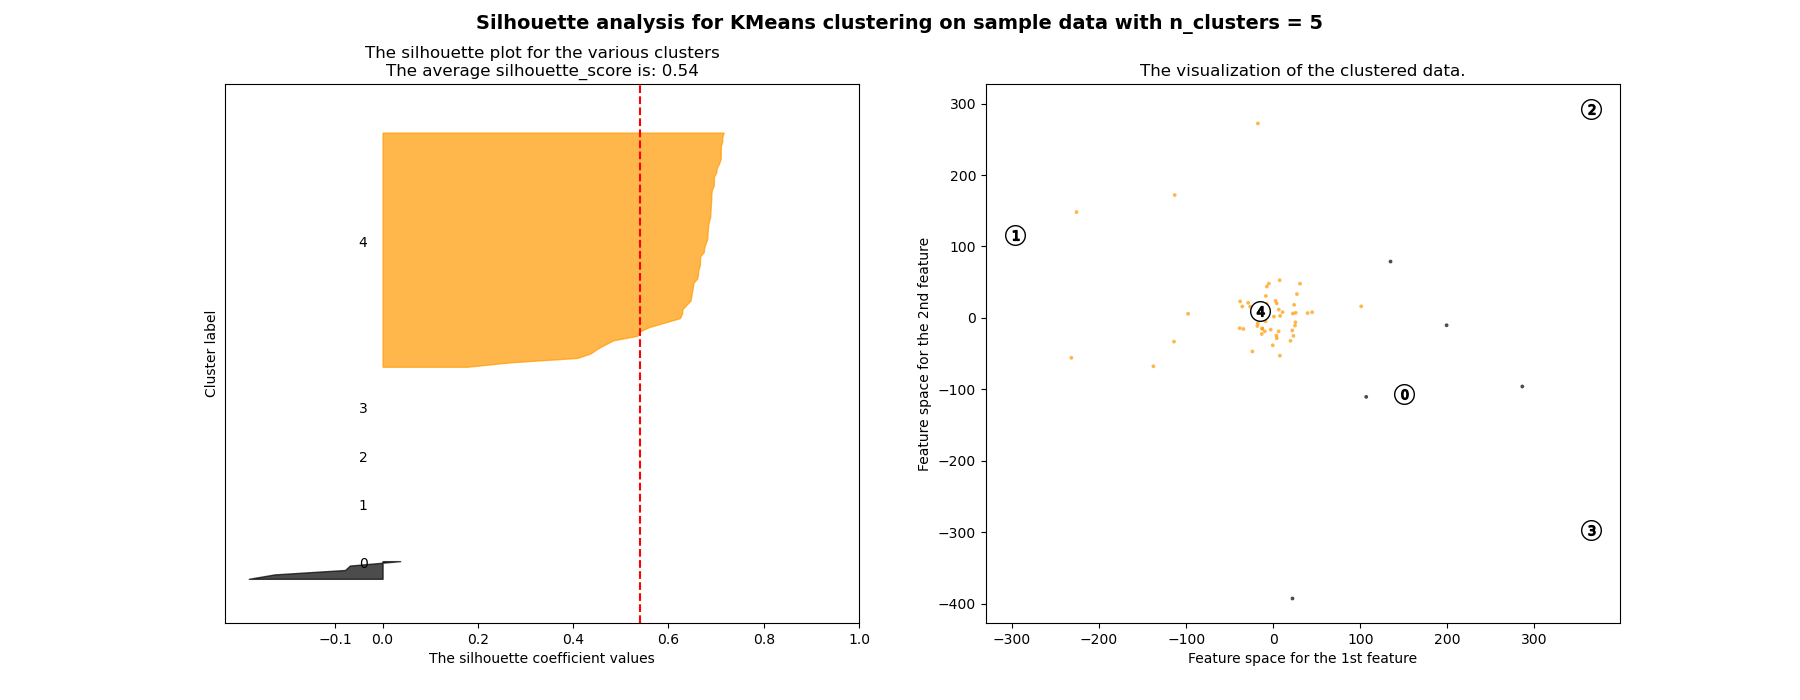 Silhouette analysis for KMeans clustering on sample data with n_clusters = 5
The silhouette plot for the various clusters
The average silhouette_score is: 0.54
Cluster label
4
3
2
1
0
−0.1 0.0 0.2 0.4 0.6 0.8 1.0
The silhouette coefficient values
The visualization of the clustered data.
Feature space for the 2nd feature
300
200
100
0
−100
−200
−300
−400
2
1
4
0
3
−300 −200 −100 0 100 200 300
Feature space for the 1st feature